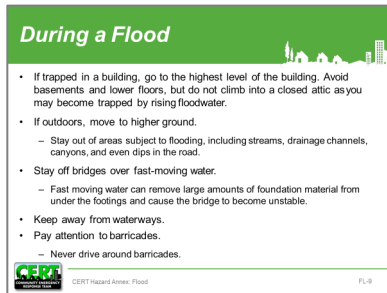 During a Flood
• If trapped in a building, go to the highest level of the building. Avoid
basements and lower floors, but do not climb into a closed attic asyou
may become trapped by rising floodwater.
• If outdoors, move to higher ground.
– Stay out of areas subject to flooding, including streams, drainage channels,
canyons, and even dips in the road.
• Stay off bridges over fast-moving water.
– Fast moving water can remove large amounts of foundation material from
under the footings and cause the bridge to become unstable.
• Keep away from waterways.
• Pay attention to barricades.
– Never drive around barricades.
CERT
COMMUNITY EMERGENCY
RESPONSE TEAM
CERT Hazard Annex: Flood
FL-9